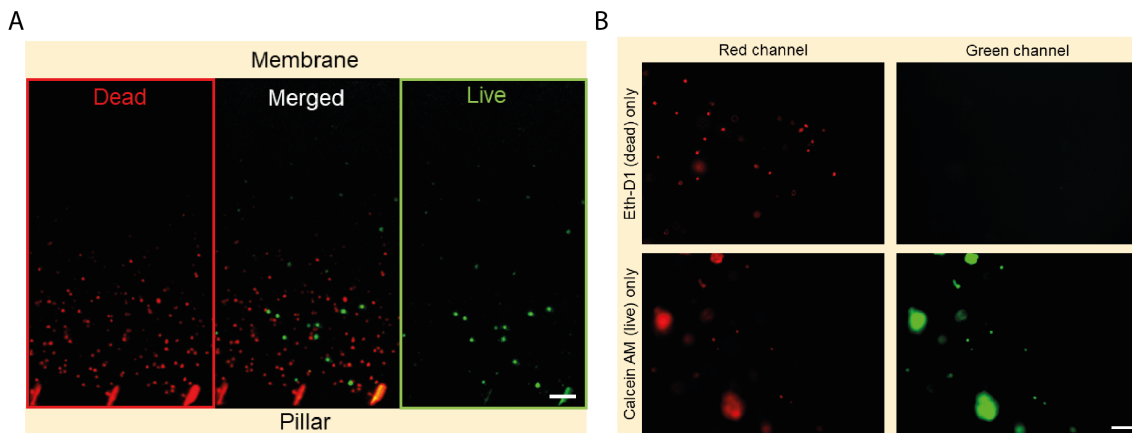 A
Membrane
Dead
Merged
Live
Pillar
B
Red channel
Green channel
Eth-D1 (dead) only
Calcein AM (live) only